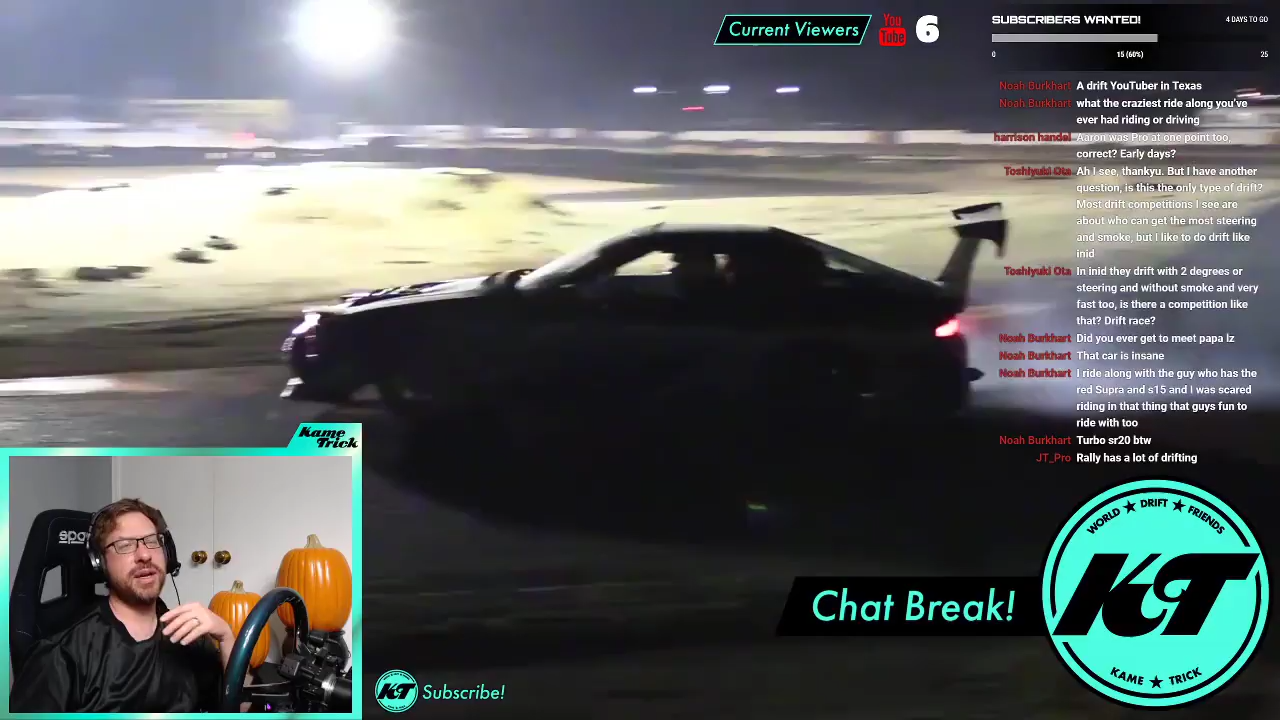 Current Viewers
You
Tube
6
SUBSCRIBERS WANTED!
4 DAYS TO GO
0
15 (60%)
25
Noah Burkhart A drift YouTuber in Texas
Noah Burkhart what the craziest ride along you've
ever had riding or driving
harrison handel Aaron was Pro at one point too,
correct? Early days?
Toshiyuki Ota Ah I see, thankyu. But I have another
question, is this the only type of drift?
Most drift competitions I see are
about who can get the most steering
and smoke, but I like to do drift like
inid
Toshiyuki Ota In inid they drift with 2 degrees or
steering and without smoke and very
fast too, is there a competition like
that? Drift race?
Noah Burkhart Did you ever get to meet papa lz
Noah Burkhart That car is insane
Noah Burkhart I ride along with the guy who has the
red Supra and s15 and I was scared
riding in that thing that guys fun to
ride with too
Noah Burkhart Turbo sr20 btw
JT_Pro Rally has a lot of drifting
Kame
Trick
spa
WORLD ★ DRIFT ★ FRIENDS
KT
KAME ★ TRICK
Chat Break!
KT
Subscribe!